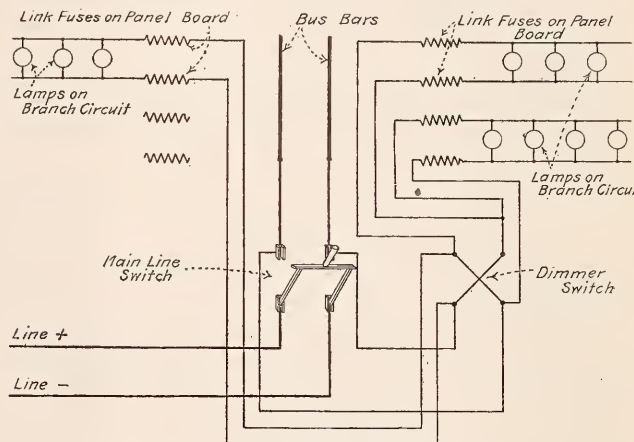 Link Fuses on Panel Board
Bus Bars
Link Fuses on Panel
Board
Lamps on
Branch Circuit
Lamps on
Branch Circuit
Main Line
Switch
Dimmer
Switch
Line +
Line -